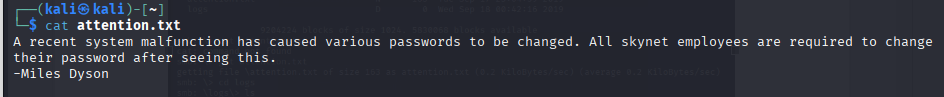 ┌──(kali㉿kali)-[~]
└─$ cat attention.txt
A recent system malfunction has caused various passwords to be changed. All skynet employees are required to change
their password after seeing this.
-Miles Dyson